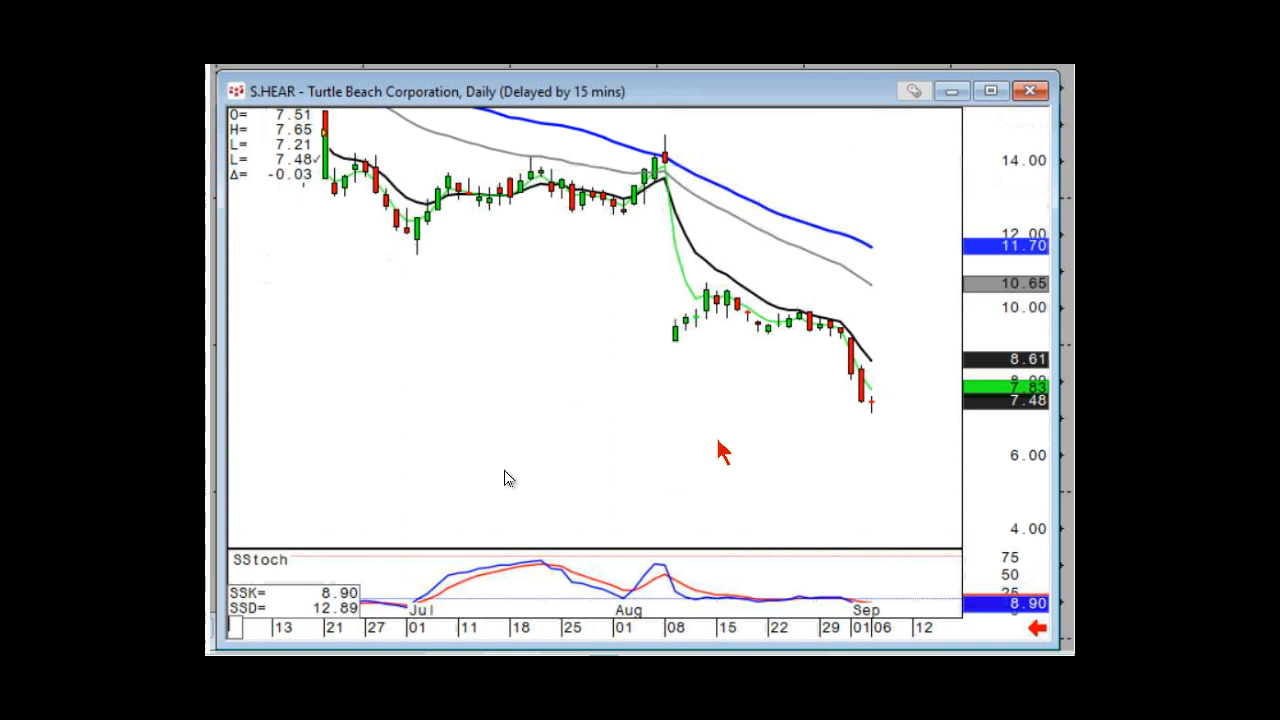 S.HEAR - Turtle Beach Corporation, Daily (Delayed by 15 mins)
O= 7.51
H= 7.65
L= 7.21
L= 7.48✓
Δ= -0.03
14.00
12.00
11.70
10.65
10.00
8.61
7.83
7.48
6.00
4.00
SStoch
75
50
25
SSK= 8.90
8.90
SSD= 12.89
Jul Aug Sep
13 21 27 01 11 18 25 01 08 15 22 29 01 06 12